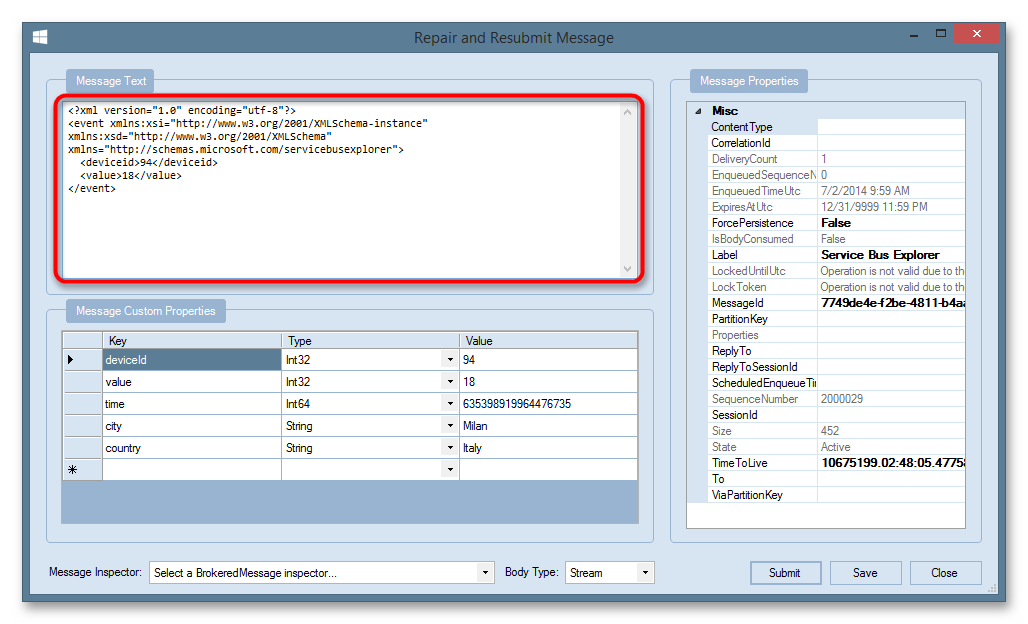 Repair and Resubmit Message
Message Text
<?xml version="1.0" encoding="utf-8"?>
<event xmlns:xsi="http://www.w3.org/2001/XMLSchema-instance"
xmlns:xsd="http://www.w3.org/2001/XMLSchema"
xmlns="http://schemas.microsoft.com/servicebusexplorer">
  <deviceid>94</deviceid>
  <value>18</value>
</event>
Message Custom Properties
Key Type Value
deviceId Int32 94
value Int32 18
time Int64 635398919964476735
city String Milan
country String Italy
Message Properties
Misc
ContentType
CorrelationId
DeliveryCount 1
EnqueuedSequenceN 0
EnqueuedTimeUtc 7/2/2014 9:59 AM
ExpiresAtUtc 12/31/9999 11:59 PM
ForcePersistence False
IsBodyConsumed False
Label Service Bus Explorer
LockedUntilUtc Operation is not valid due to th
LockToken Operation is not valid due to th
MessageId 7749de4e-f2be-4811-b4aa
PartitionKey
Properties
ReplyTo
ReplyToSessionId
ScheduledEnqueueTi
SequenceNumber 2000029
SessionId
Size 452
State Active
TimeToLive 10675199.02:48:05.4775
To
ViaPartitionKey
Message Inspector: Select a BrokeredMessage inspector... Body Type: Stream Submit Save Close